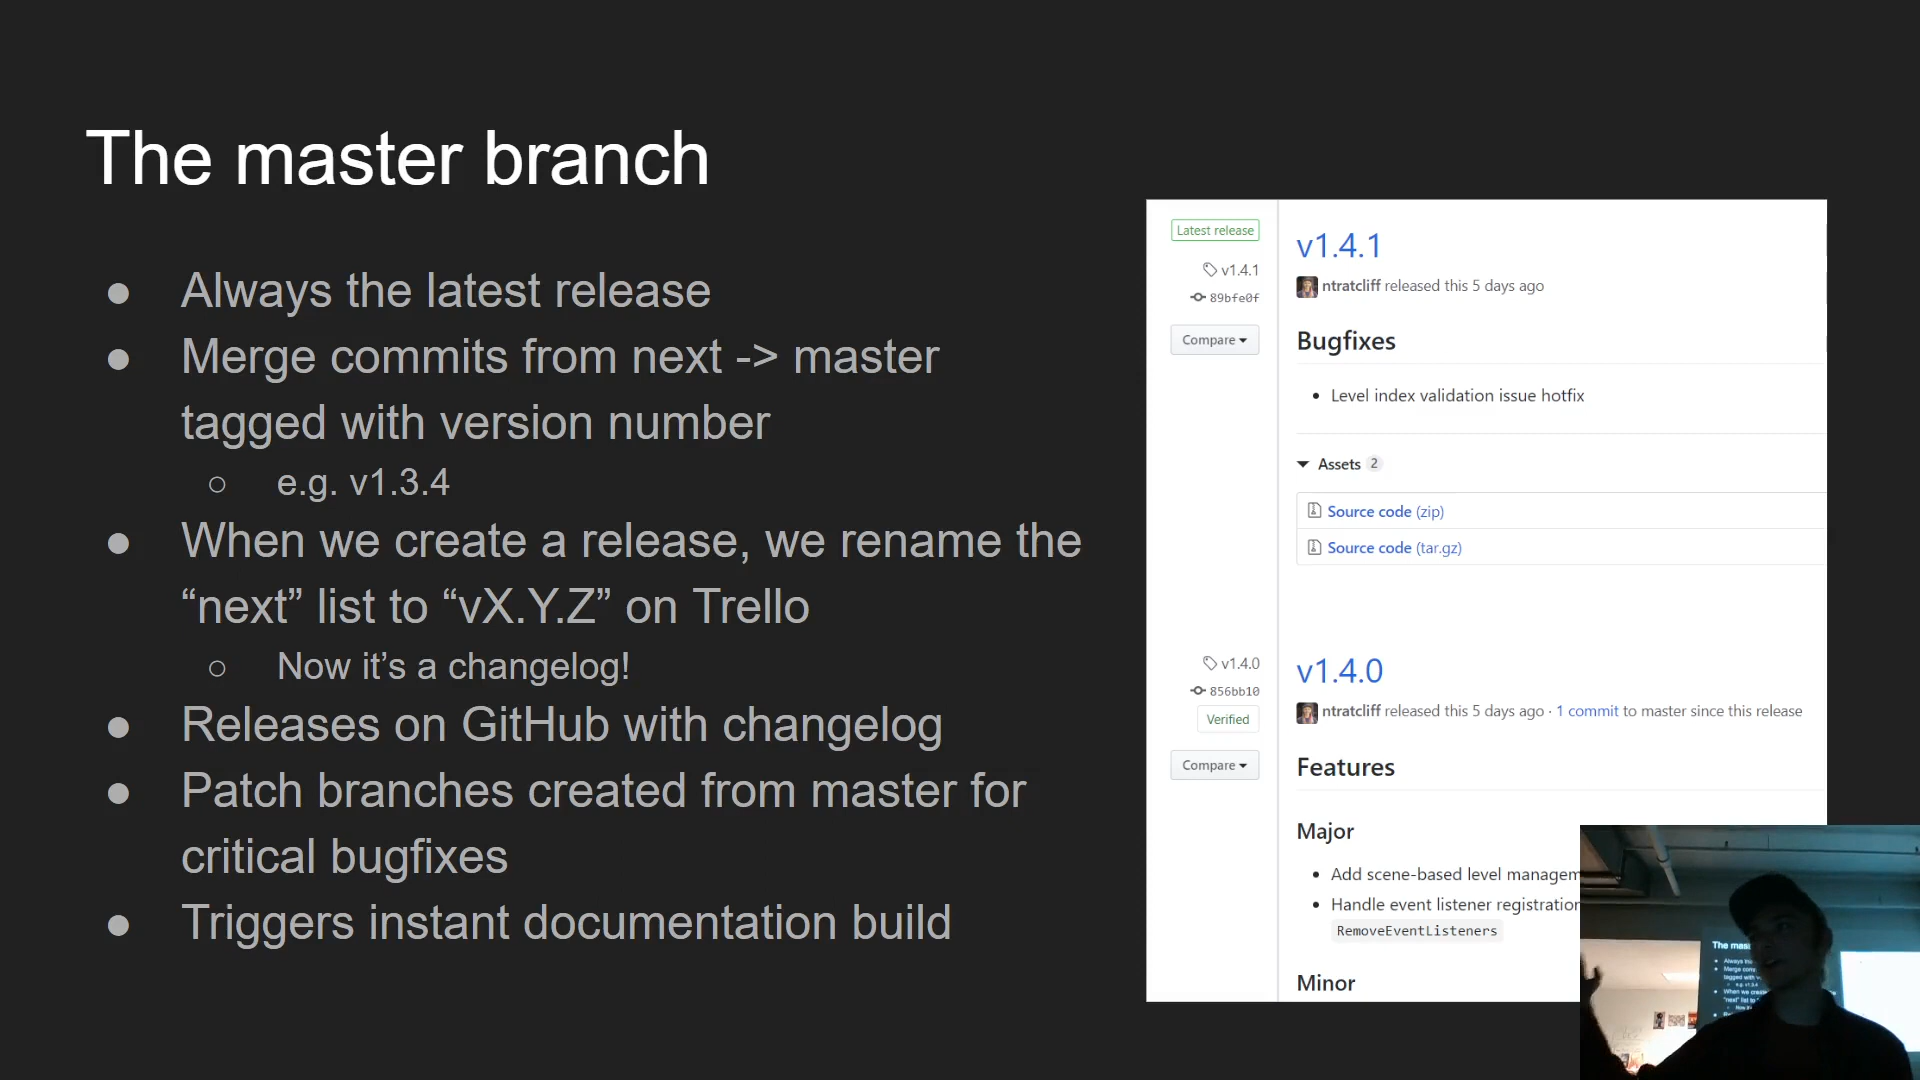 The master branch
● Always the latest release
● Merge commits from next -> master
tagged with version number
○ e.g. v1.3.4
● When we create a release, we rename the
“next” list to “vX.Y.Z” on Trello
○ Now it’s a changelog!
● Releases on GitHub with changelog
● Patch branches created from master for
critical bugfixes
● Triggers instant documentation build
Latest release
v1.4.1
89bfe0f
Compare
v1.4.1
ntratcliff released this 5 days ago
Bugfixes
• Level index validation issue hotfix
Assets 2
Source code (zip)
Source code (tar.gz)
v1.4.0
856bb10
Verified
Compare
v1.4.0
ntratcliff released this 5 days ago · 1 commit to master since this release
Features
Major
• Add scene-based level managem
• Handle event listener registration
RemoveEventListeners
Minor